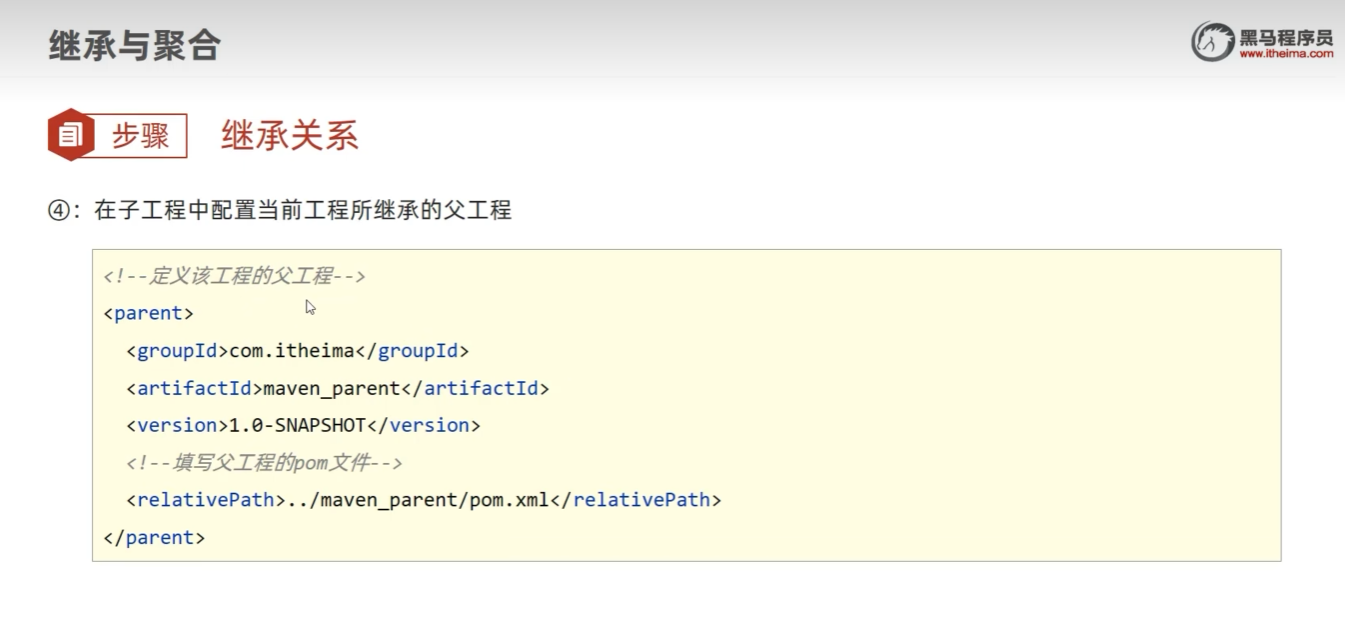 继承与聚合
黑马程序员
www.itheima.com
步骤
继承关系
④：在子工程中配置当前工程所继承的父工程
<!--定义该工程的父工程-->
<parent>
<groupId>com.itheima</groupId>
<artifactId>maven_parent</artifactId>
<version>1.0-SNAPSHOT</version>
<!--填写父工程的pom文件-->
<relativePath>../maven_parent/pom.xml</relativePath>
</parent>